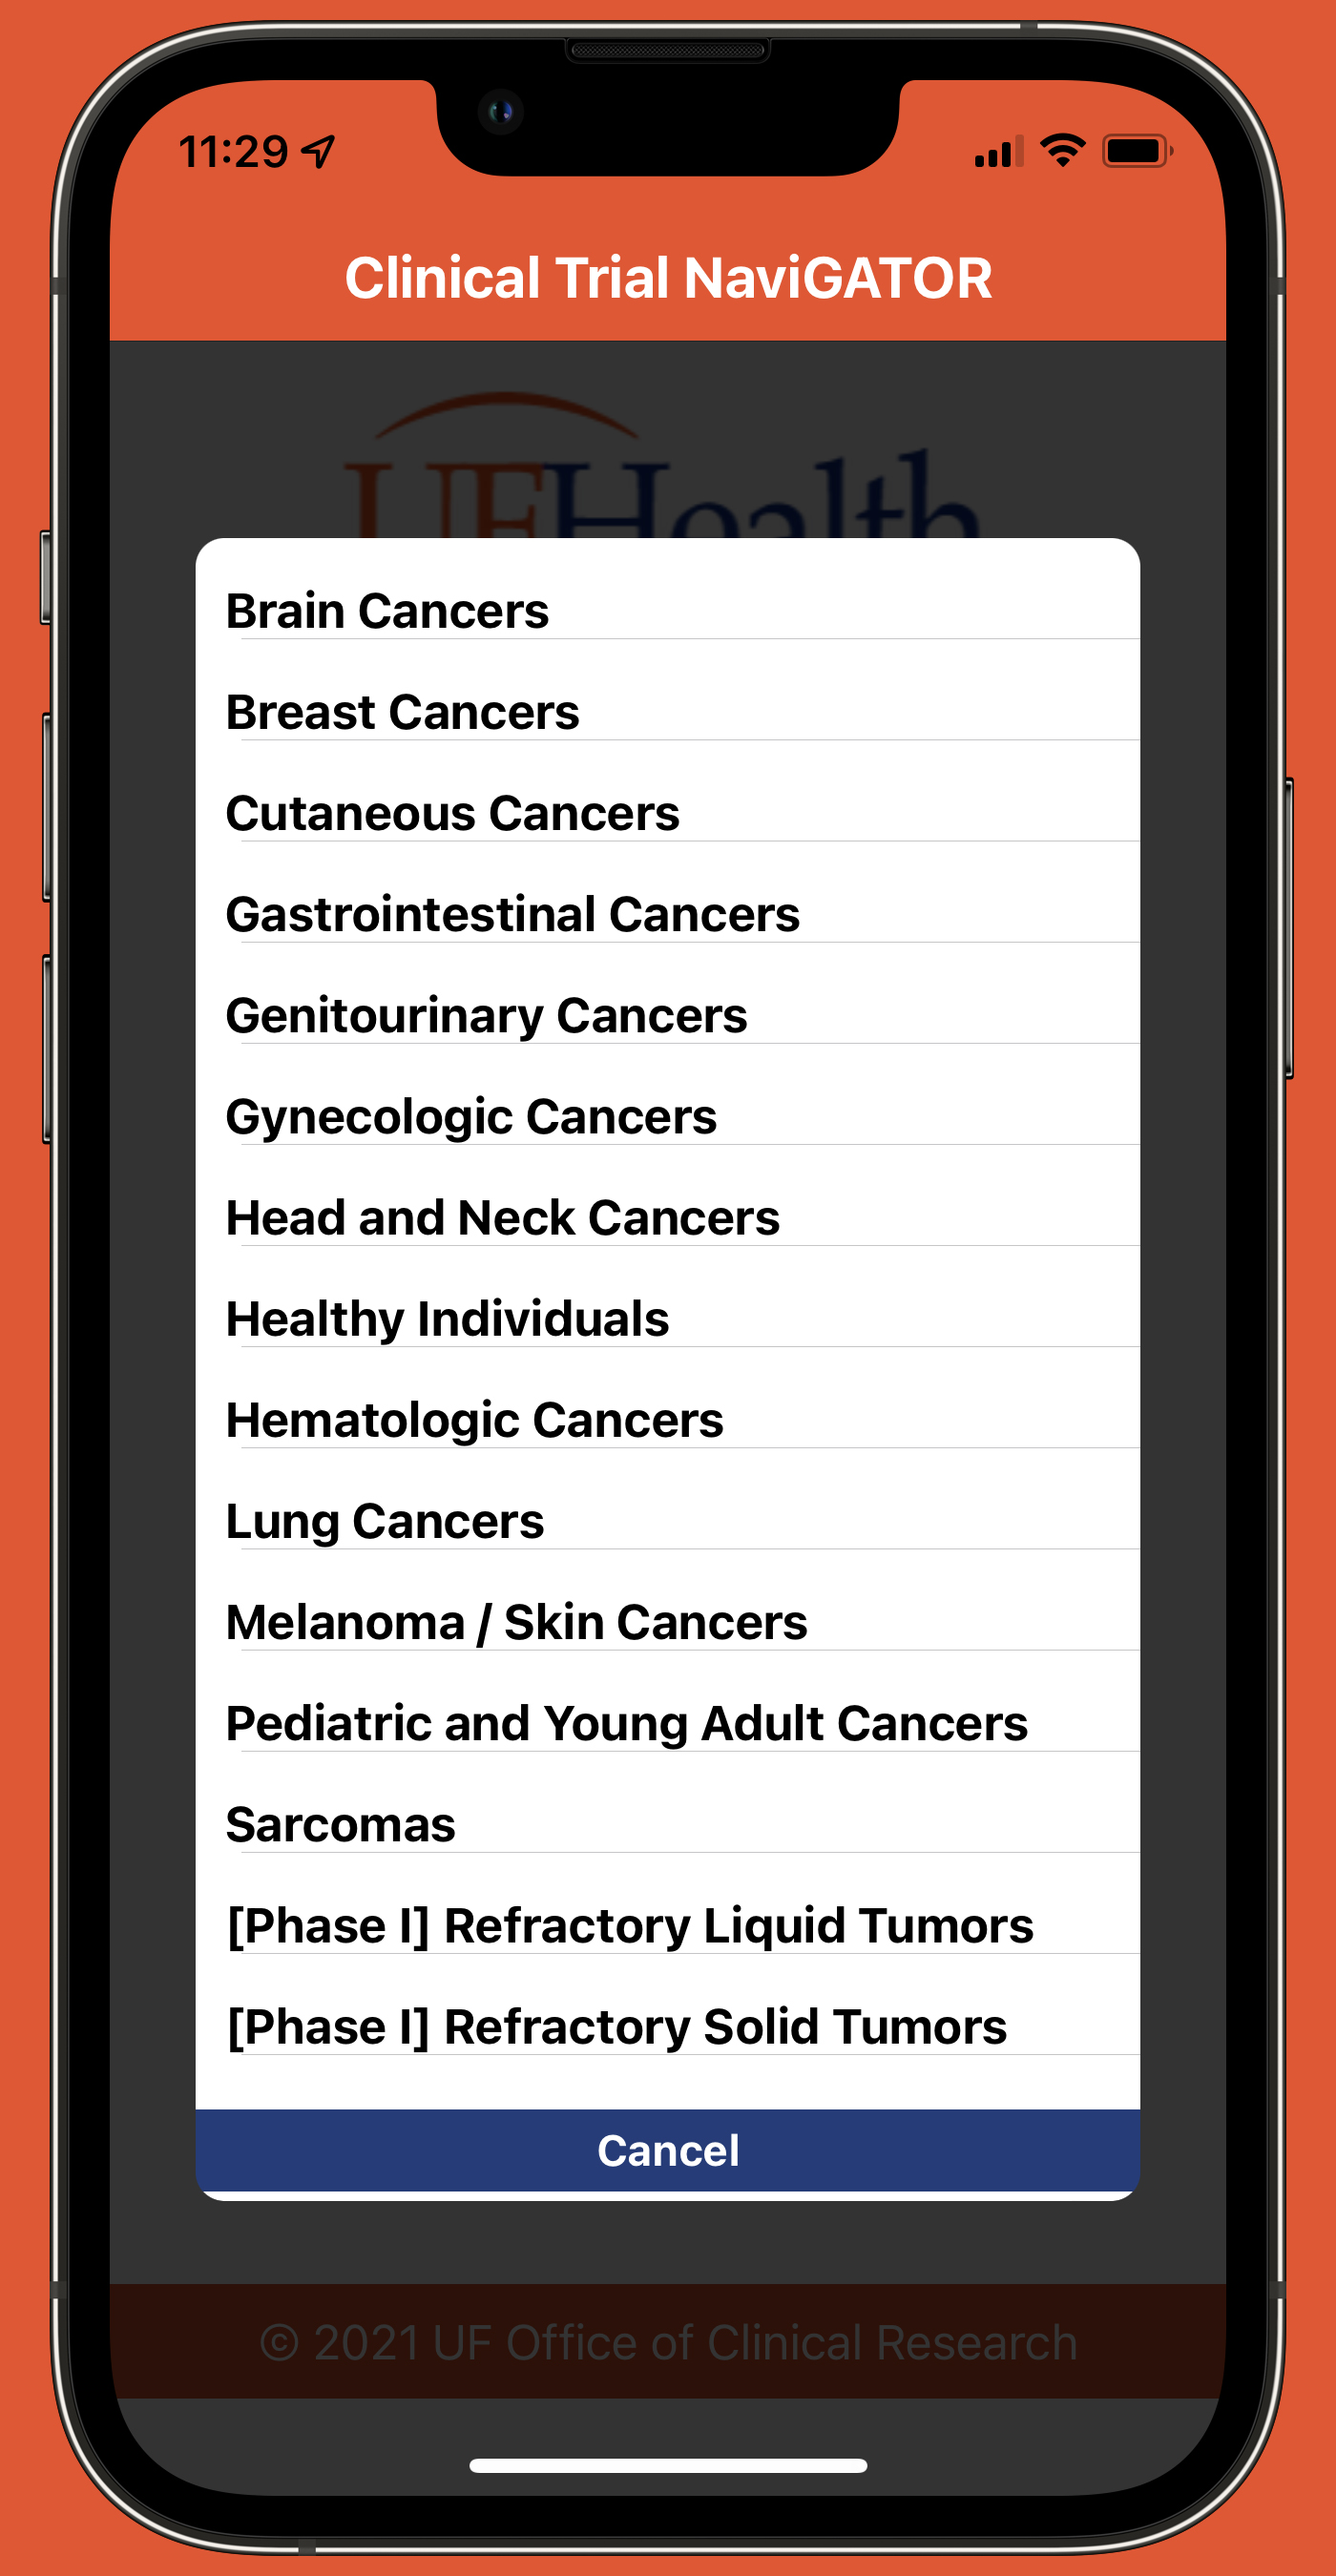 11:29
Clinical Trial NaviGATOR
UFHealth
Brain Cancers
Breast Cancers
Cutaneous Cancers
Gastrointestinal Cancers
Genitourinary Cancers
Gynecologic Cancers
Head and Neck Cancers
Healthy Individuals
Hematologic Cancers
Lung Cancers
Melanoma / Skin Cancers
Pediatric and Young Adult Cancers
Sarcomas
[Phase I] Refractory Liquid Tumors
[Phase I] Refractory Solid Tumors
Cancel
© 2021 UF Office of Clinical Research